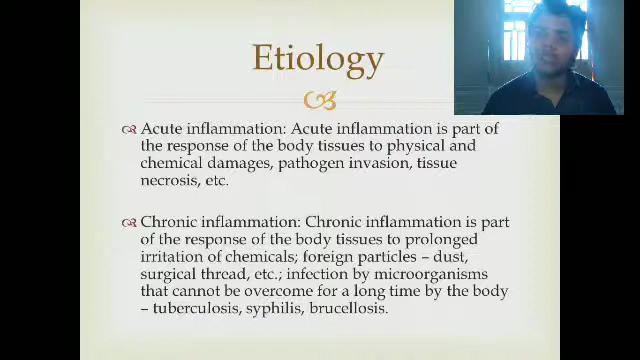 Etiology
Acute inflammation: Acute inflammation is part of
the response of the body tissues to physical and
chemical damages, pathogen invasion, tissue
necrosis, etc.
Chronic inflammation: Chronic inflammation is part
of the response of the body tissues to prolonged
irritation of chemicals; foreign particles – dust,
surgical thread, etc.; infection by microorganisms
that cannot be overcome for a long time by the body
– tuberculosis, syphilis, brucellosis.